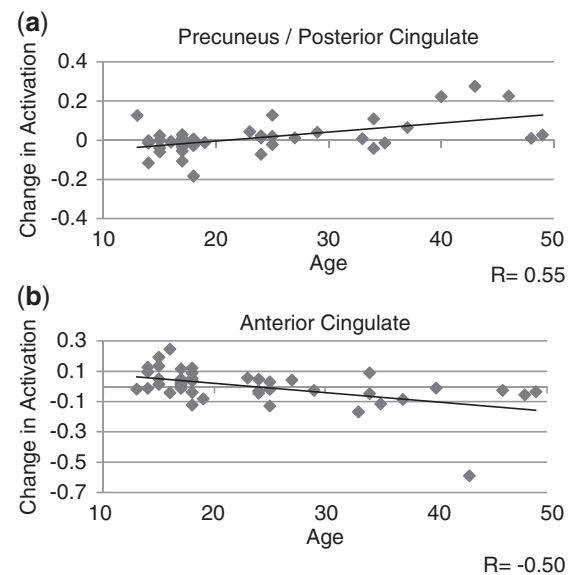 (a)
Precuneus / Posterior Cingulate
Change in Activation
0.4
0.2
0
-0.2
-0.4
10 20 30 40 50
Age
R= 0.55
(b)
Anterior Cingulate
Change in Activation
0.3
0.1
-0.1
-0.3
-0.5
-0.7
10 20 30 40 50
Age
R= -0.50